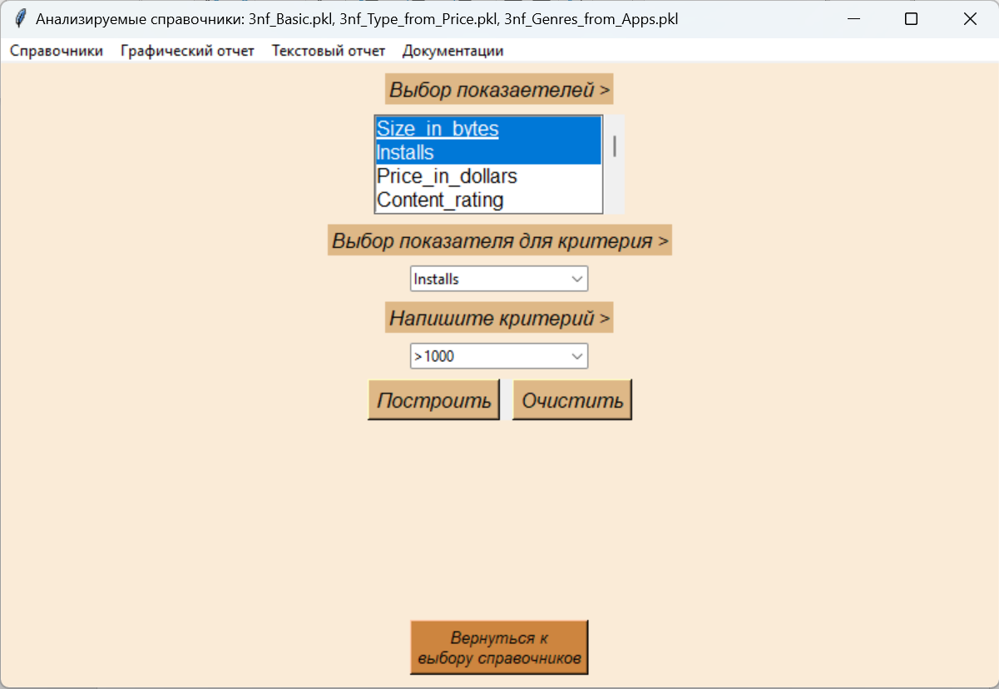 Анализируемые справочники: 3nf_Basic.pkl, 3nf_Type_from_Price.pkl, 3nf_Genres_from_Apps.pkl
Справочники Графический отчет Текстовый отчет Документации
Выбор показаетелей >
Size_in_bytes
Installs
Price_in_dollars
Content_rating
Выбор показателя для критерия >
Installs
Напишите критерий >
>1000
Построить Очистить
Вернуться к
выбору справочников